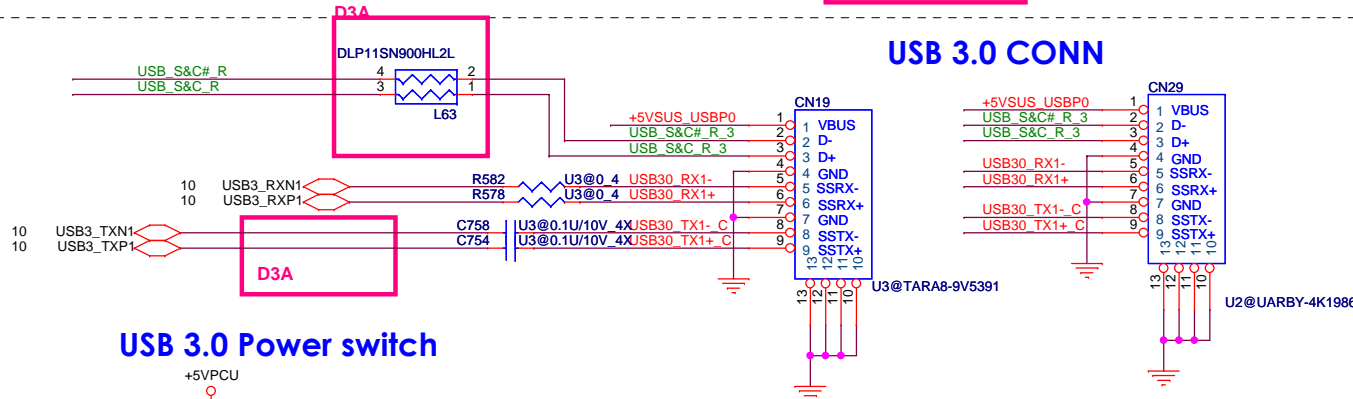 D3A
USB 3.0 CONN
DLP11SN900HL2L
USB_S&C#_R 4 2
USB_S&C_R 3 1
L63
CN19
+5VSUS_USBP0 1 1 VBUS
USB_S&C#_R_3 2 2 D-
USB_S&C_R_3 3 3 D+
4 4 GND
10 USB3_RXN1 R582 U3@0_4 USB30_RX1- 5 5 SSRX-
10 USB3_RXP1 R578 U3@0_4 USB30_RX1+ 6 6 SSRX+
7 7 GND
10 USB3_TXN1 C758 U3@0.1U/10V_4X USB30_TX1-_C 8 8 SSTX-
10 USB3_TXP1 C754 U3@0.1U/10V_4X USB30_TX1+_C 9 9 SSTX+
13 12 11 10
13 12 11 10
U3@TARA8-9V5391
D3A
CN29
+5VSUS_USBP0 1 1 VBUS
USB_S&C#_R_3 2 2 D-
USB_S&C_R_3 3 3 D+
4 4 GND
USB30_RX1- 5 5 SSRX-
USB30_RX1+ 6 6 SSRX+
7 7 GND
USB30_TX1-_C 8 8 SSTX-
USB30_TX1+_C 9 9 SSTX+
13 12 11 10
13 12 11 10
U2@UARBY-4K1986
USB 3.0 Power switch
+5VPCU